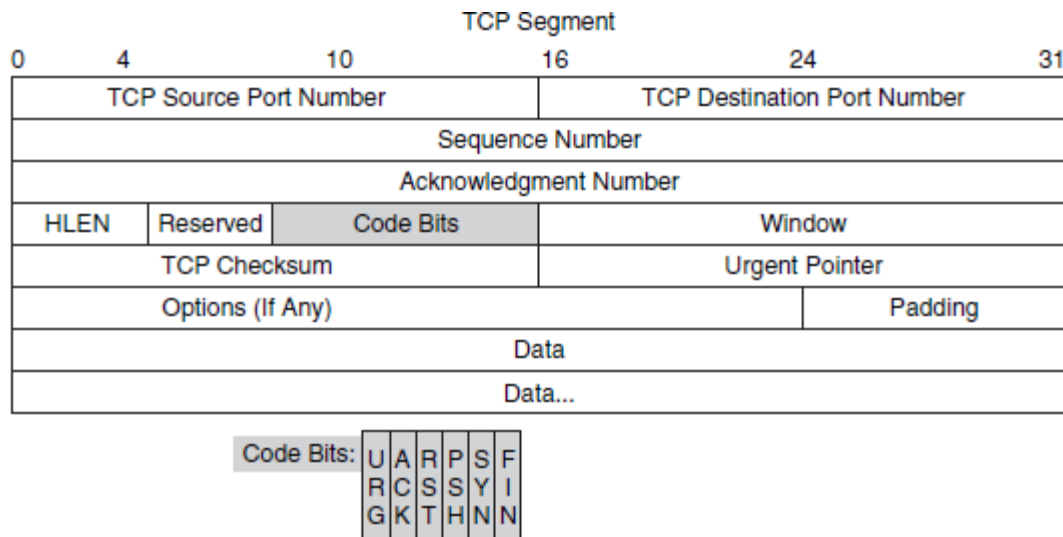 TCP Segment
0 4 10 16 24 31
TCP Source Port Number TCP Destination Port Number
Sequence Number
Acknowledgment Number
HLEN Reserved Code Bits Window
TCP Checksum Urgent Pointer
Options (If Any) Padding
Data
Data...
Code Bits: URG ACK RST PSH SYN FIN